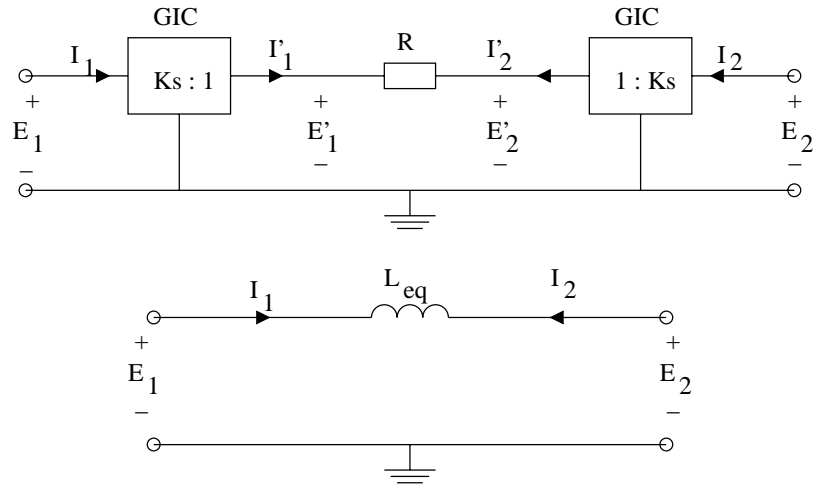 GIC
GIC
I1
I'1
R
I'2
I2
Ks : 1
1 : Ks
+
+
+
+
E1
E'1
E'2
E2
−
−
−
−
I1
Leq
I2
+
+
E1
E2
−
−